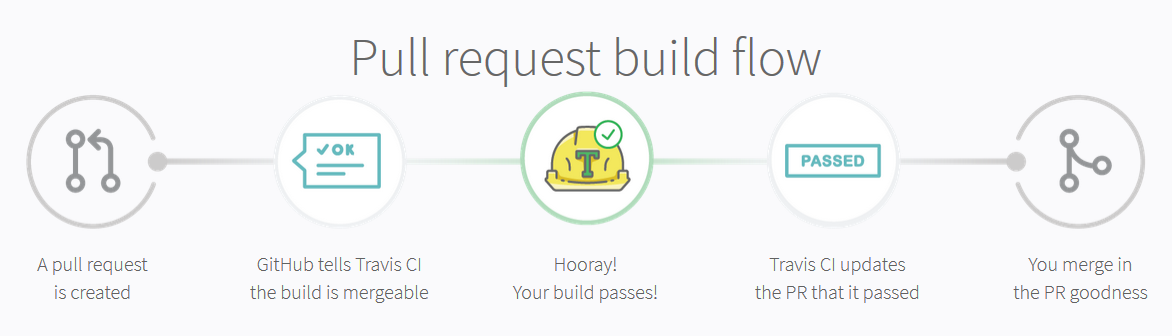 Pull request build flow
✓OK
T
PASSED
A pull request
is created
GitHub tells Travis CI
the build is mergeable
Hooray!
Your build passes!
Travis CI updates
the PR that it passed
You merge in
the PR goodness